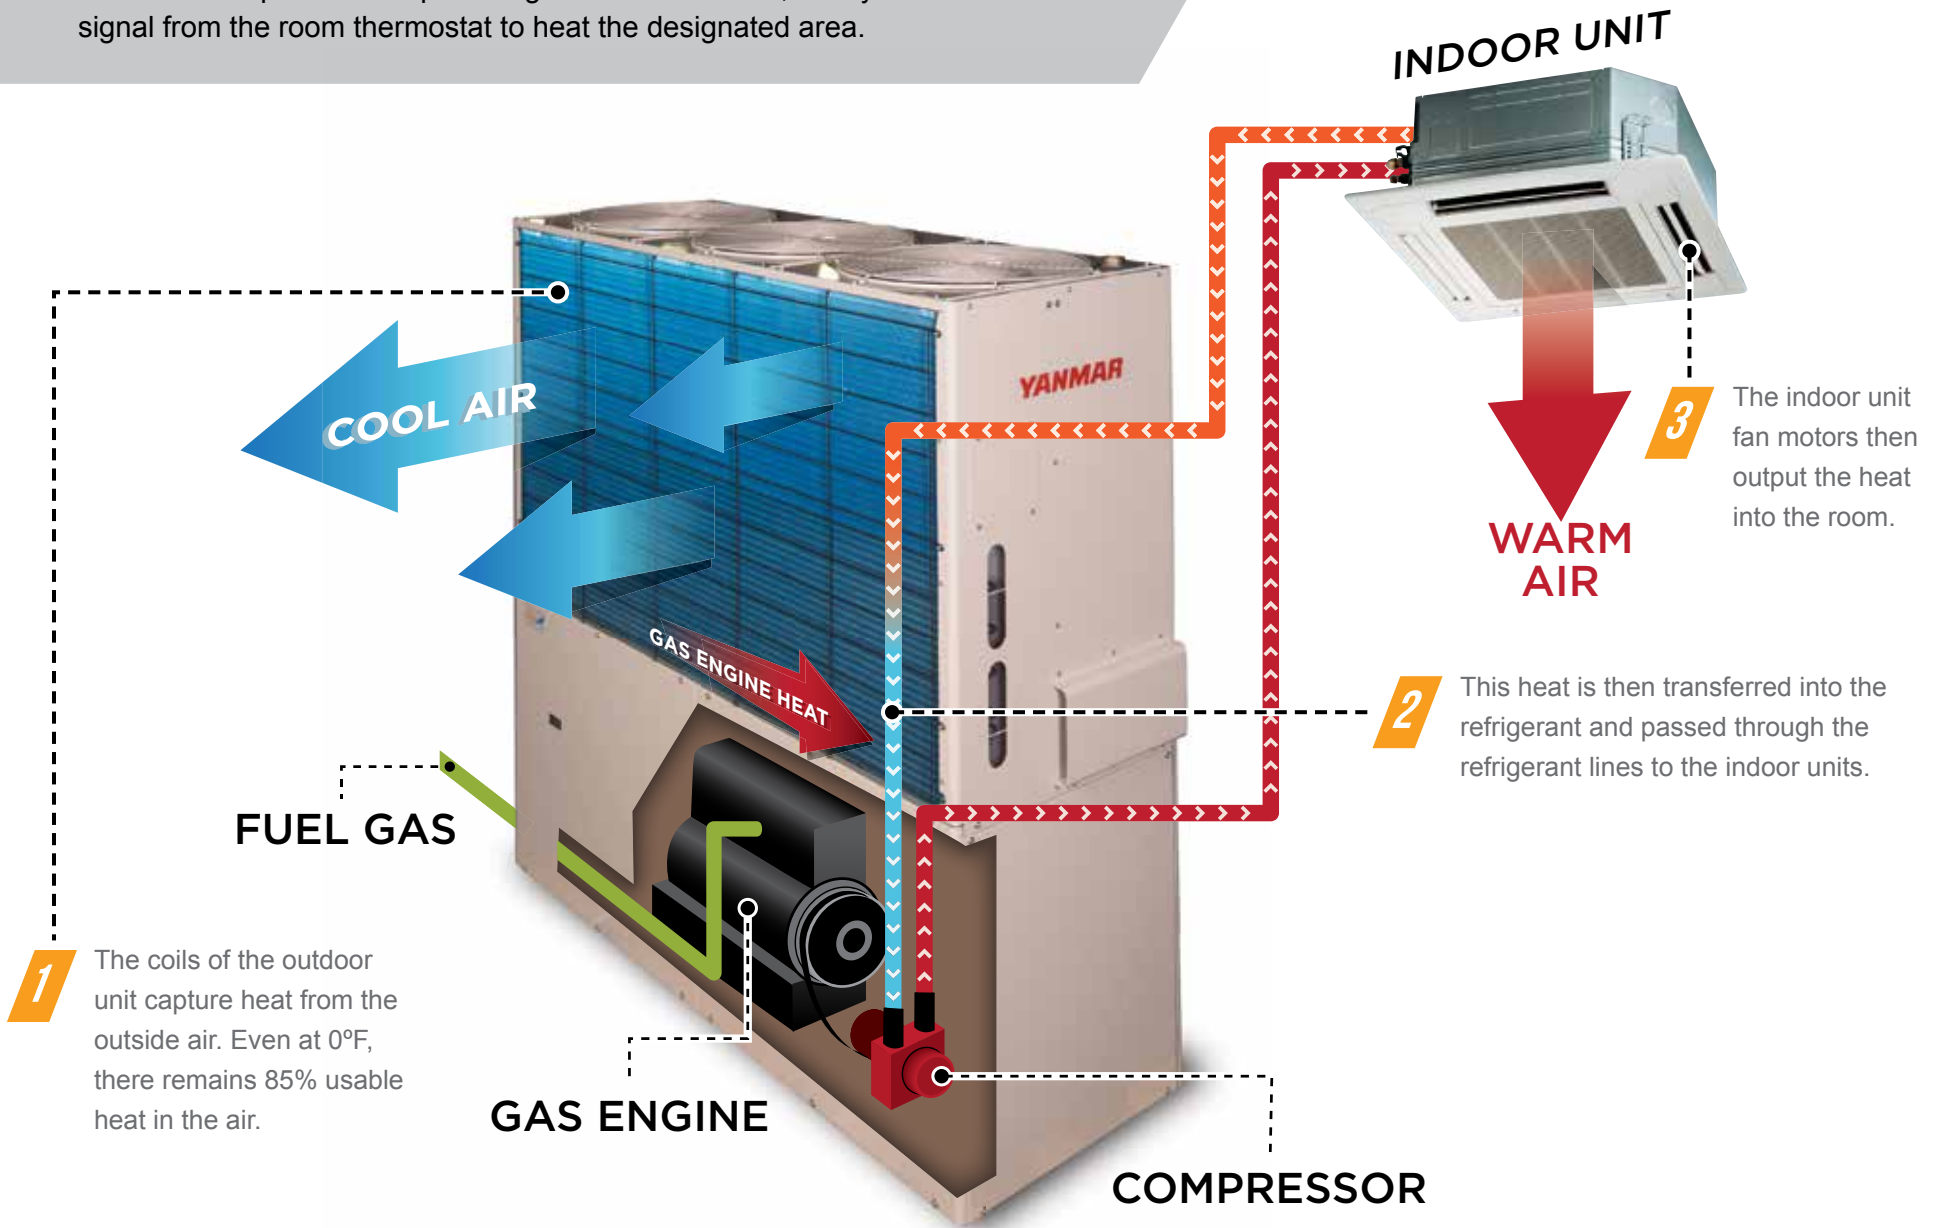 signal from the room thermostat to heat the designated area.
INDOOR UNIT
YANMAR
COOL AIR
GAS ENGINE HEAT
3
The indoor unit
fan motors then
output the heat
into the room.
WARM
AIR
2
This heat is then transferred into the
refrigerant and passed through the
refrigerant lines to the indoor units.
FUEL GAS
1
The coils of the outdoor
unit capture heat from the
outside air. Even at 0ºF,
there remains 85% usable
heat in the air.
GAS ENGINE
COMPRESSOR